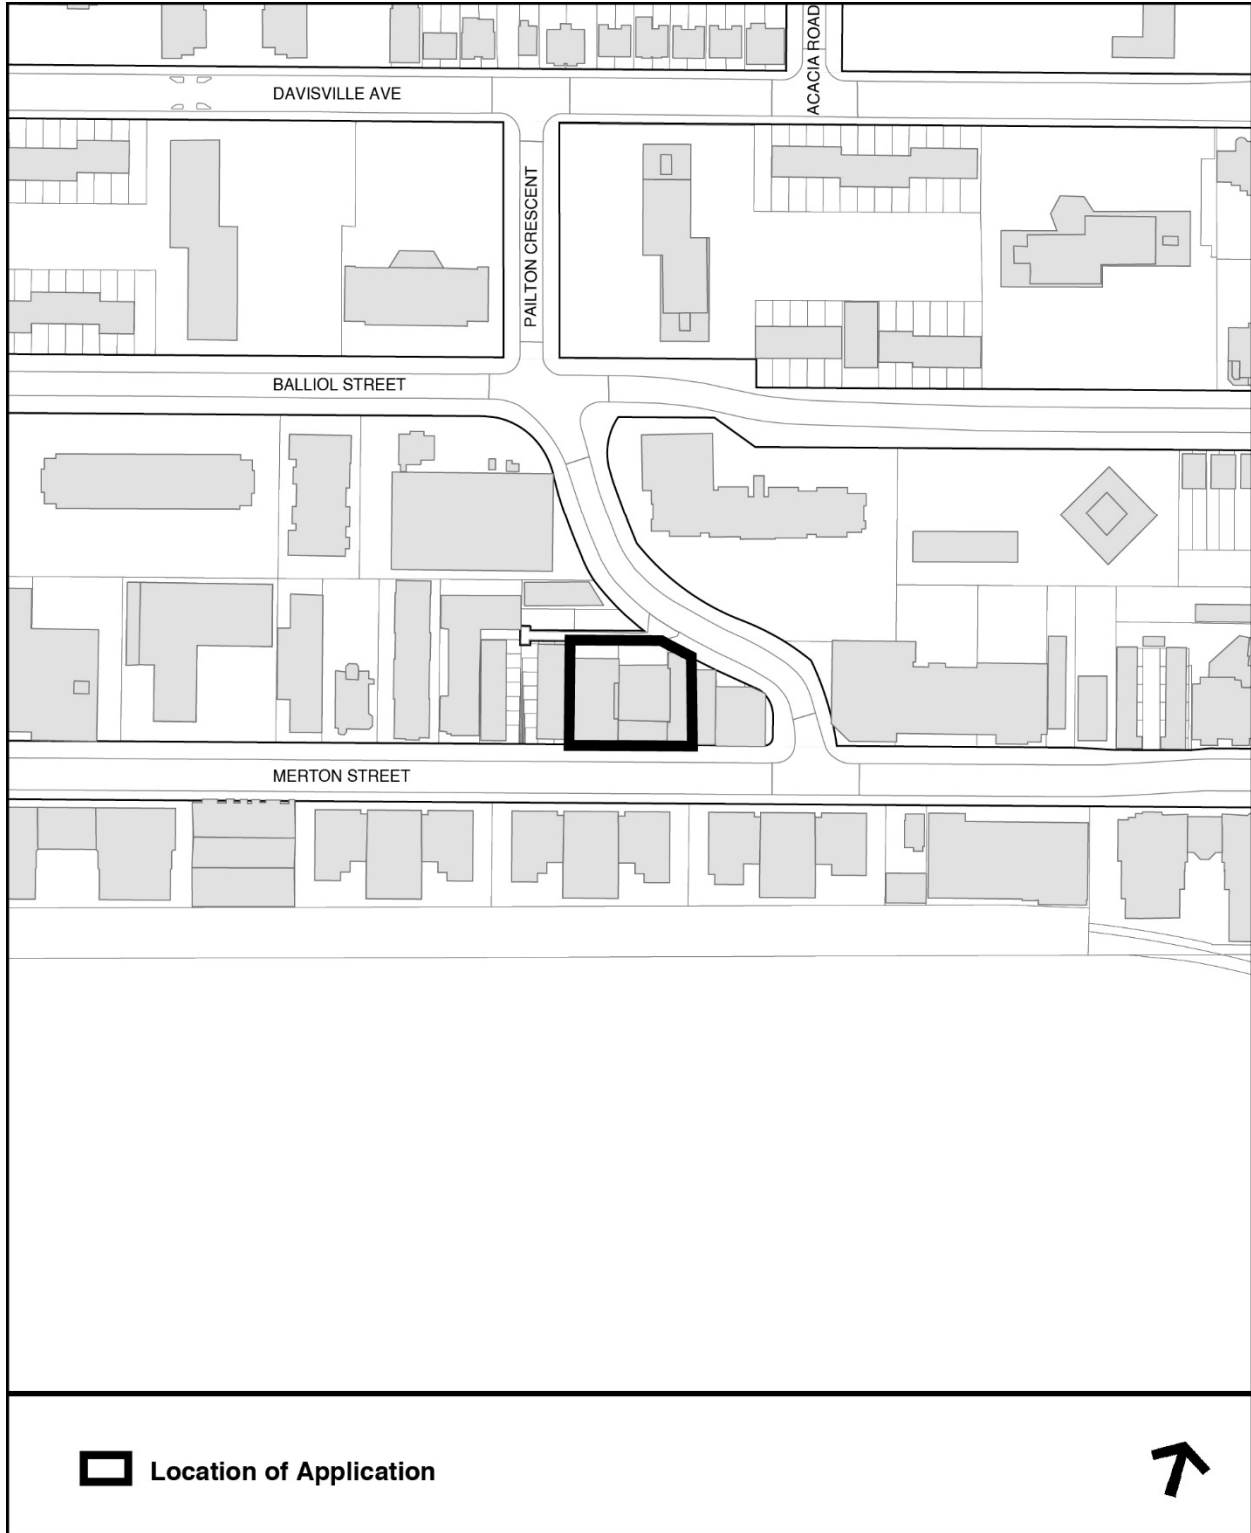 ACACIA ROAD
DAVISVILLE AVE
PAILTON CRESCENT
BALLIOL STREET
MERTON STREET
Location of Application